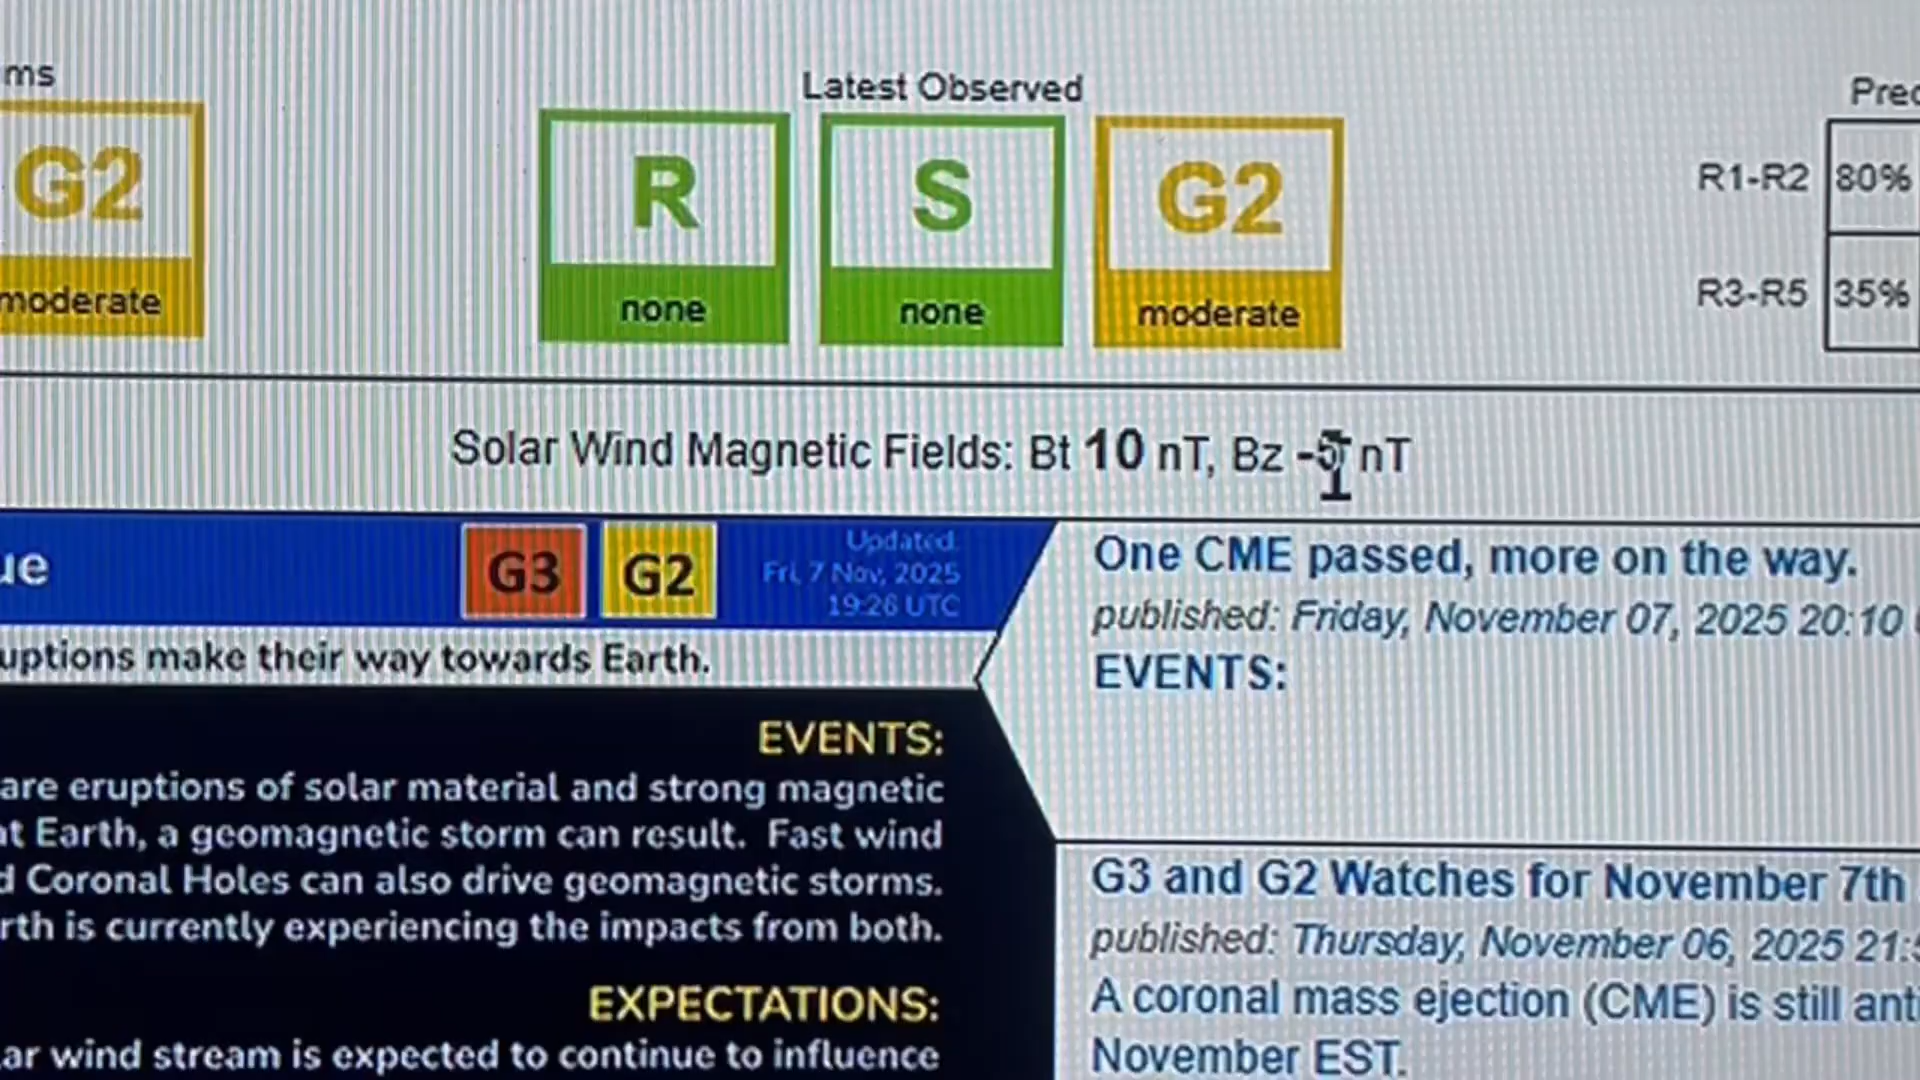 ms
Latest Observed
Pred
G2
R
S
G2
R1-R2 80%
moderate
none
none
moderate
R3-R5 35%
Solar Wind Magnetic Fields: Bt 10 nT, Bz -5 nT
ue
G3
G2
Updated:
Fri, 7 Nov, 2025
19:26 UTC
uptions make their way towards Earth.
EVENTS:
are eruptions of solar material and strong magnetic
at Earth, a geomagnetic storm can result. Fast wind
d Coronal Holes can also drive geomagnetic storms.
rth is currently experiencing the impacts from both.
EXPECTATIONS:
ar wind stream is expected to continue to influence
One CME passed, more on the way.
published: Friday, November 07, 2025 20:10
EVENTS:
G3 and G2 Watches for November 7th
published: Thursday, November 06, 2025 21:5
A coronal mass ejection (CME) is still anti
November EST.